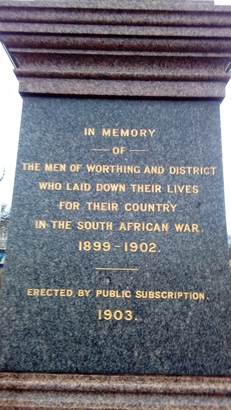 IN MEMORY
— OF —
THE MEN OF WORTHING AND DISTRICT
WHO LAID DOWN THEIR LIVES
FOR THEIR COUNTRY
IN THE SOUTH AFRICAN WAR.
1899-1902.
ERECTED BY PUBLIC SUBSCRIPTION.
1903.